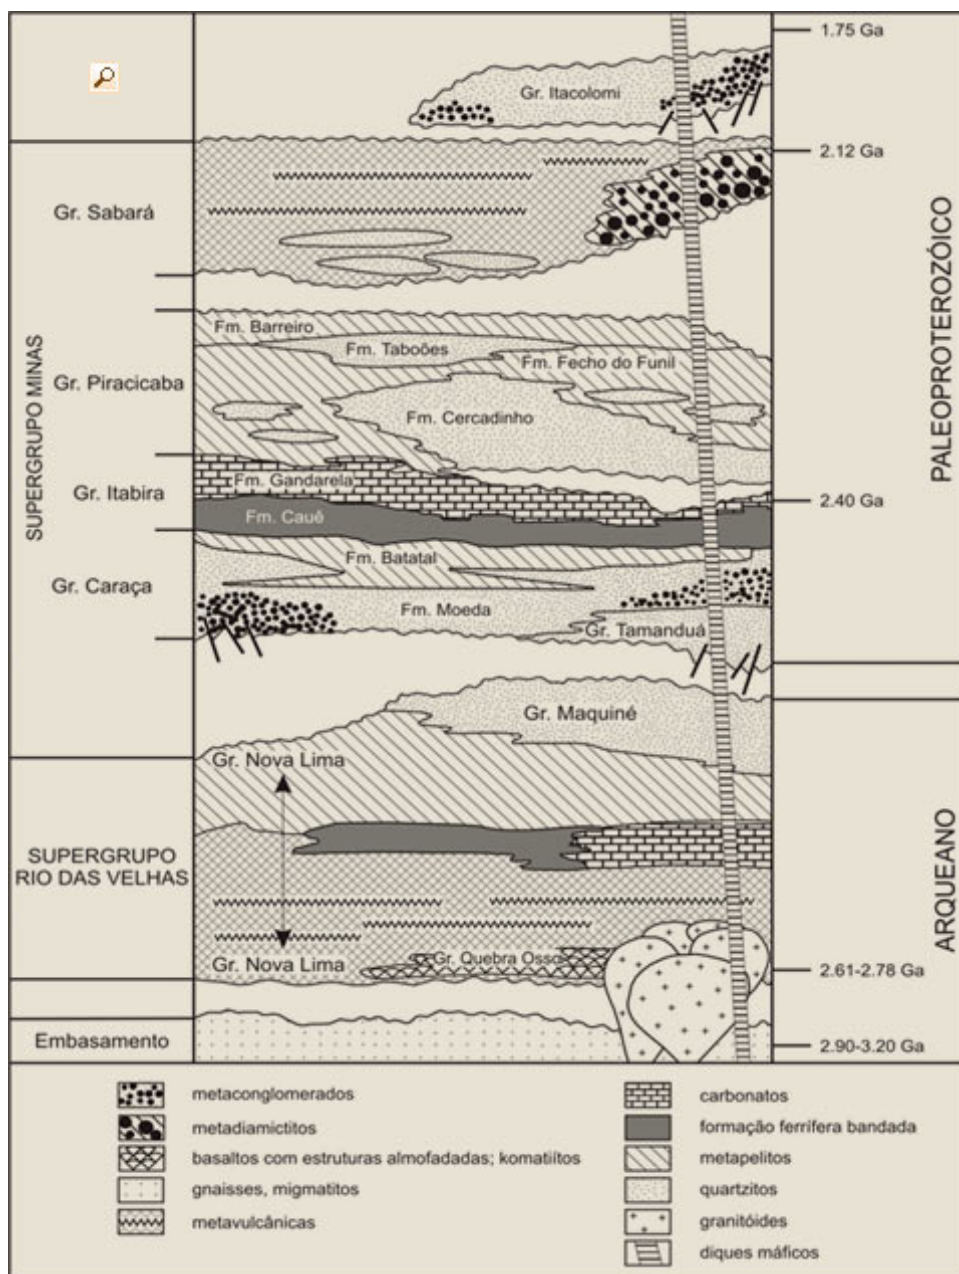 1.75 Ga
Gr. Itacolomi
2.12 Ga
Gr. Sabará
PALEOPROTEROZÓICO
SUPERGRUPO MINAS
Fm. Barreiro
Fm. Taboões
Fm. Fecho do Funil
Gr. Piracicaba
Fm. Cercadinho
Fm. Gandarela
Gr. Itabira
2.40 Ga
Fm. Cauê
Fm. Batatal
Gr. Caraça
Fm. Moeda
Gr. Tamanduá
Gr. Maquiné
Gr. Nova Lima
ARQUEANO
SUPERGRUPO
RIO DAS VELHAS
Gr. Quebra Osso
Gr. Nova Lima
2.61-2.78 Ga
Embasamento
2.90-3.20 Ga
metaconglomerados
metadiamictitos
basaltos com estruturas almofadadas; komatiítos
gnaisses, migmatitos
metavulcânicas
carbonatos
formação ferrífera bandada
metapelitos
quartzitos
granitóides
diques máficos